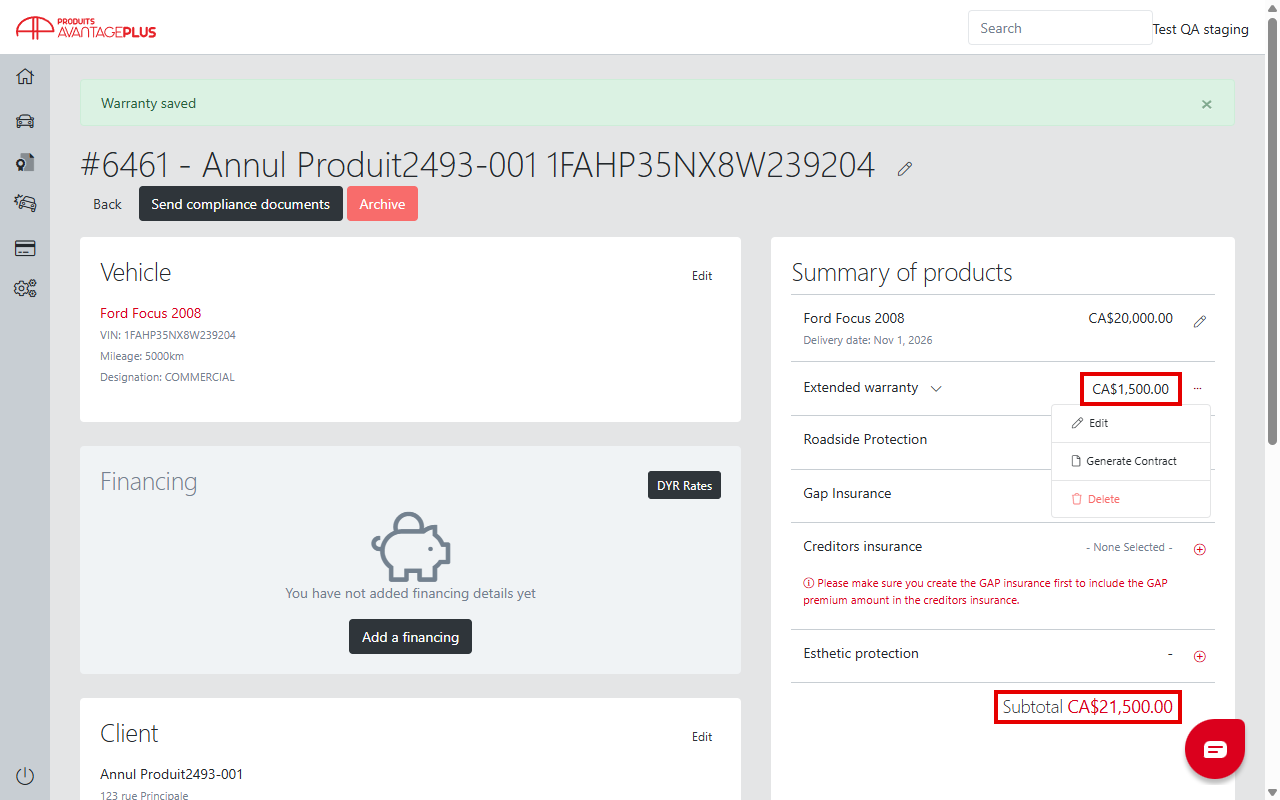 PRODUITS
AVANTAGEPLUS
Search
Test QA staging
Warranty saved
×
#6461 - Annul Produit2493-001 1FAHP35NX8W239204
Back
Send compliance documents
Archive
Vehicle
Edit
Ford Focus 2008
VIN: 1FAHP35NX8W239204
Mileage: 5000km
Designation: COMMERCIAL
Financing
DYR Rates
You have not added financing details yet
Add a financing
Client
Edit
Annul Produit2493-001
123 rue Principale
Summary of products
Ford Focus 2008
CA$20,000.00
Delivery date: Nov 1, 2026
Extended warranty
CA$1,500.00
...
Edit
Generate Contract
Delete
Roadside Protection
Gap Insurance
Creditors insurance
- None Selected -
Please make sure you create the GAP insurance first to include the GAP
premium amount in the creditors insurance.
Esthetic protection
-
Subtotal CA$21,500.00